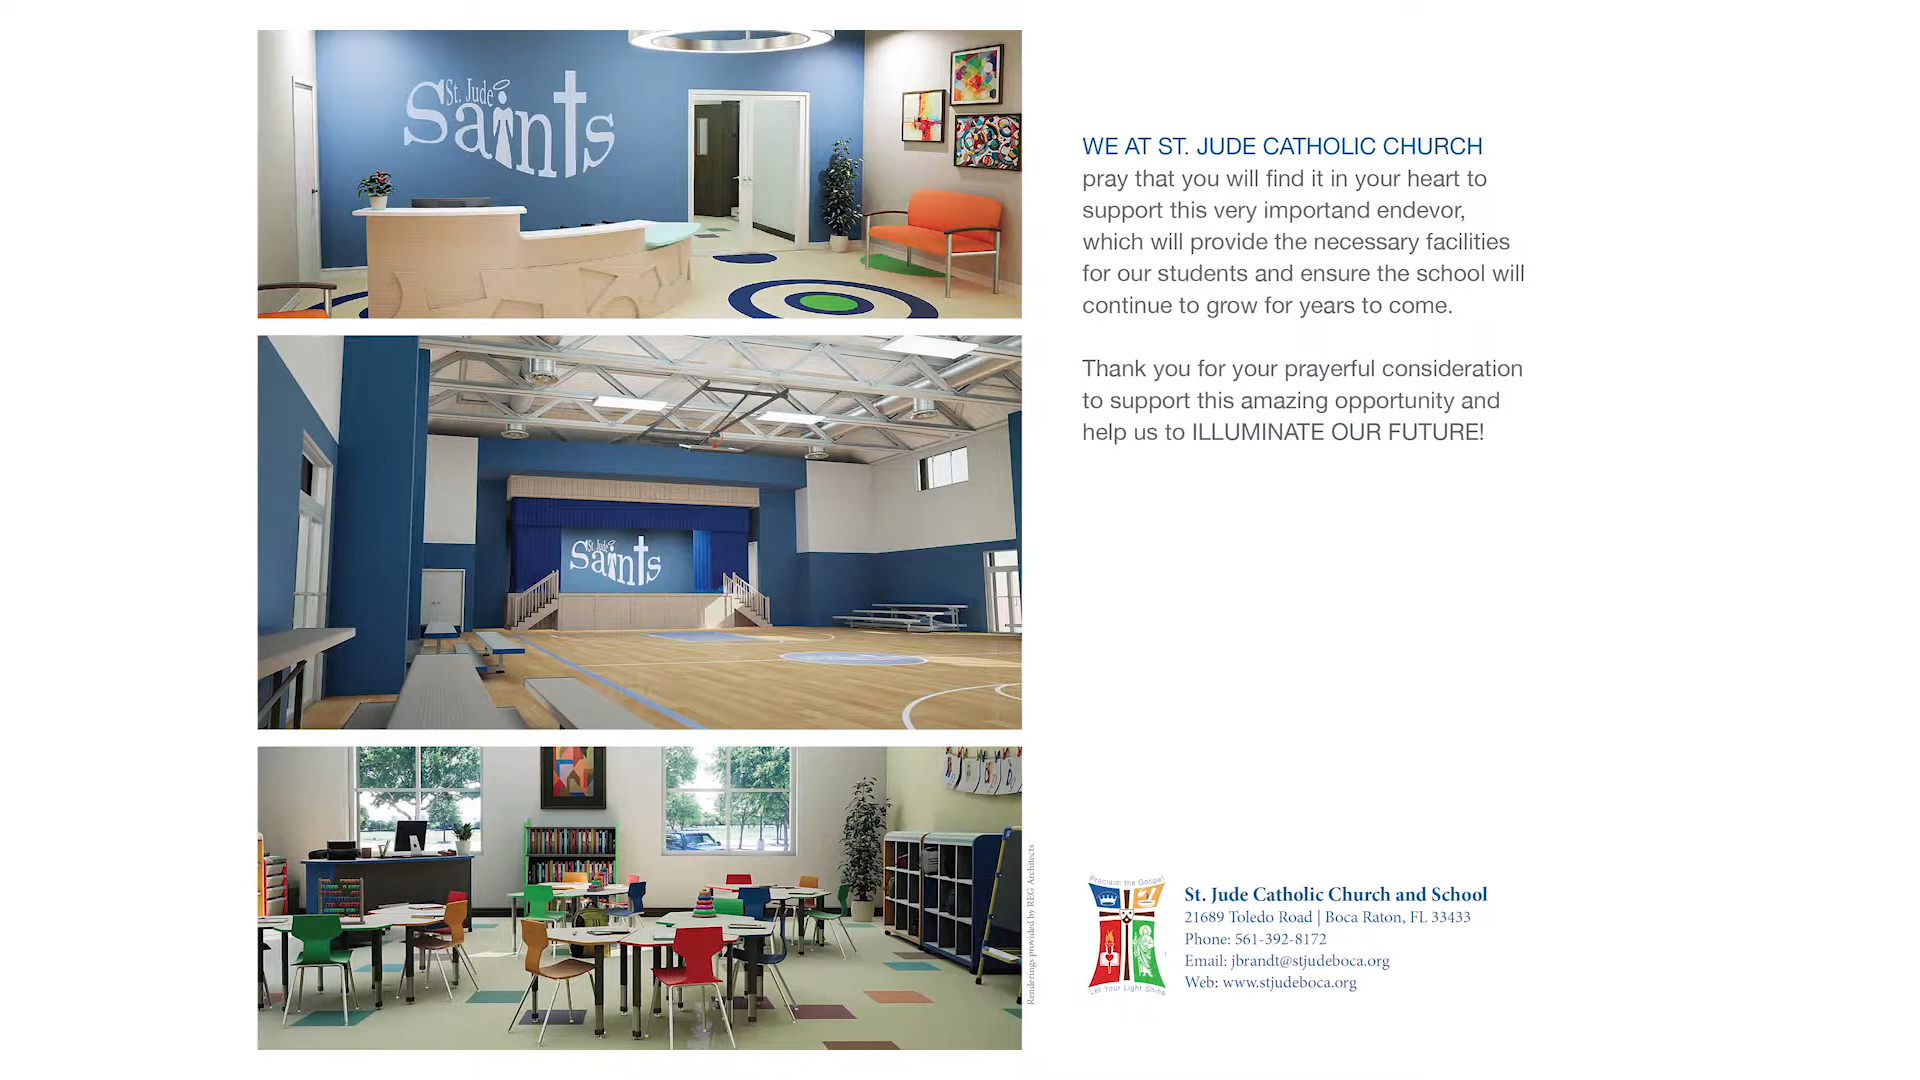 St. Jude
Saints
WE AT ST. JUDE CATHOLIC CHURCH
pray that you will find it in your heart to
support this very importand endevor,
which will provide the necessary facilities
for our students and ensure the school will
continue to grow for years to come.
Thank you for your prayerful consideration
to support this amazing opportunity and
help us to ILLUMINATE OUR FUTURE!
St. Jude
Saints
Renderings provided by REG Architects
Proclaim the Gospel
Let Your Light Shine
St. Jude Catholic Church and School
21689 Toledo Road | Boca Raton, FL 33433
Phone: 561-392-8172
Email: jbrandt@stjudeboca.org
Web: www.stjudeboca.org